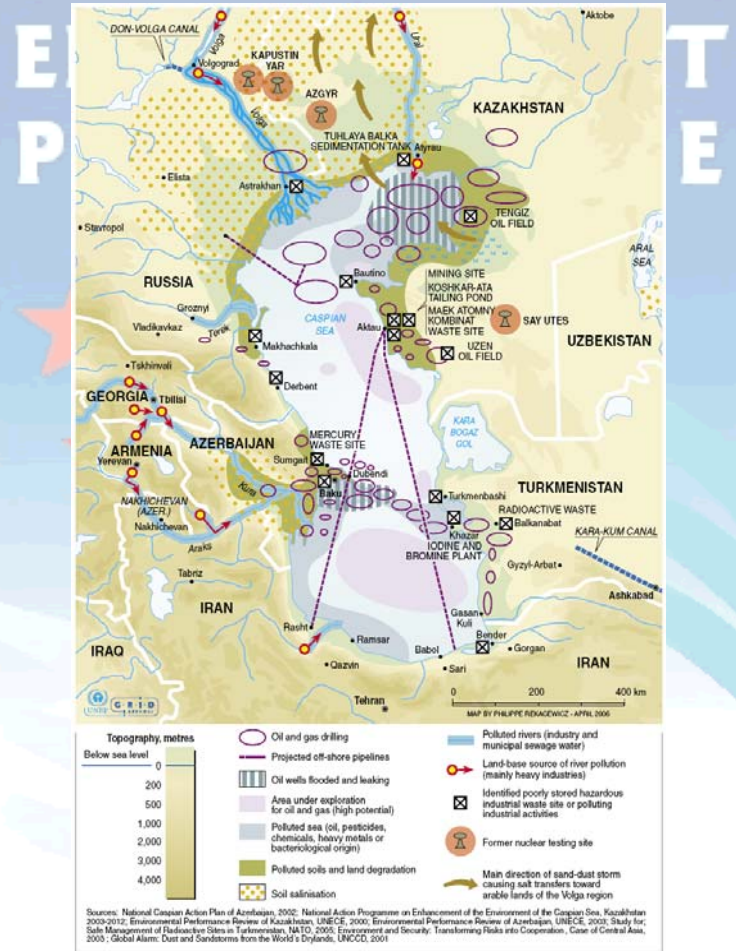 DON-VOLGA CANAL
Volga
Ural
Aktobe
Volgograd
KAPUSTIN
YAR
AZGYR
Volga
KAZAKHSTAN
TUHLAYA BALKA
SEDIMENTATION TANK
Atyrau
Elista
Astrakhan
TENGIZ
OIL FIELD
Stavropol
ARAL
SEA
RUSSIA
Bautino
MINING SITE
KOSHKAR-ATA
TAILING POND
MAEK ATOMNY
KOMBINAT
WASTE SITE
SAY UTES
Groznyi
CASPIAN
SEA
Aktau
Vladikavkaz
Terek
Makhachkala
UZEN
OIL FIELD
UZBEKISTAN
Tskhinvali
Derbent
GEORGIA
Tbilisi
KARA
BOGAZ
GOL
ARMENIA
AZERBAIJAN
MERCURY
WASTE SITE
Yerevan
Sumgait
Dubendi
Baku
Kura
TURKMENISTAN
Turkmenbashi
NAKHICHEVAN
(AZER.)
Nakhichevan
RADIOACTIVE WASTE
Balkanabat
Khazar
IODINE AND
BROMINE PLANT
KARA-KUM CANAL
Araks
Gyzyl-Arbat
Tabriz
Ashkabad
IRAN
Gasan
Kuli
Rasht
Ramsar
Bender
Gorgan
IRAQ
Babol
Sari
IRAN
Qazvin
Tehran
0 200 400 km
UNEP
G R I D
MAP BY PHILIPPE REKACEWICZ - APRIL 2006
Topography, metres
Below sea level
0
200
500
1,000
2,000
3,000
4,000
Oil and gas drilling
Projected off-shore pipelines
Oil wells flooded and leaking
Area under exploration
for oil and gas (high potential)
Polluted sea (oil, pesticides,
chemicals, heavy metals or
bacteriological origin)
Polluted soils and land degradation
Soil salinisation
Polluted rivers (industry and
municipal sewage water)
Land-base source of river pollution
(mainly heavy industries)
Identified poorly stored hazardous
industrial waste site or polluting
industrial activities
Former nuclear testing site
Main direction of sand-dust storm
causing salt transfers toward
arable lands of the Volga region
Sources: National Caspian Action Plan of Azerbaijan, 2002; National Action Programme on Enhancement of the Environment of the Caspian Sea, Kazakhstan
2003-2012; Environmental Performance Review of Kazakhstan, UNECE, 2000; Environmental Performance Review of Azerbaijan, UNECE, 2003; Study for;
Safe Management of Radioactive Sites in Turkmenistan, NATO, 2005; Environment and Security: Transforming Risks into Cooperation, Case of Central Asia,
2003; Global Alarm: Dust and Sandstorms from the World's Drylands, UNCCD, 2001